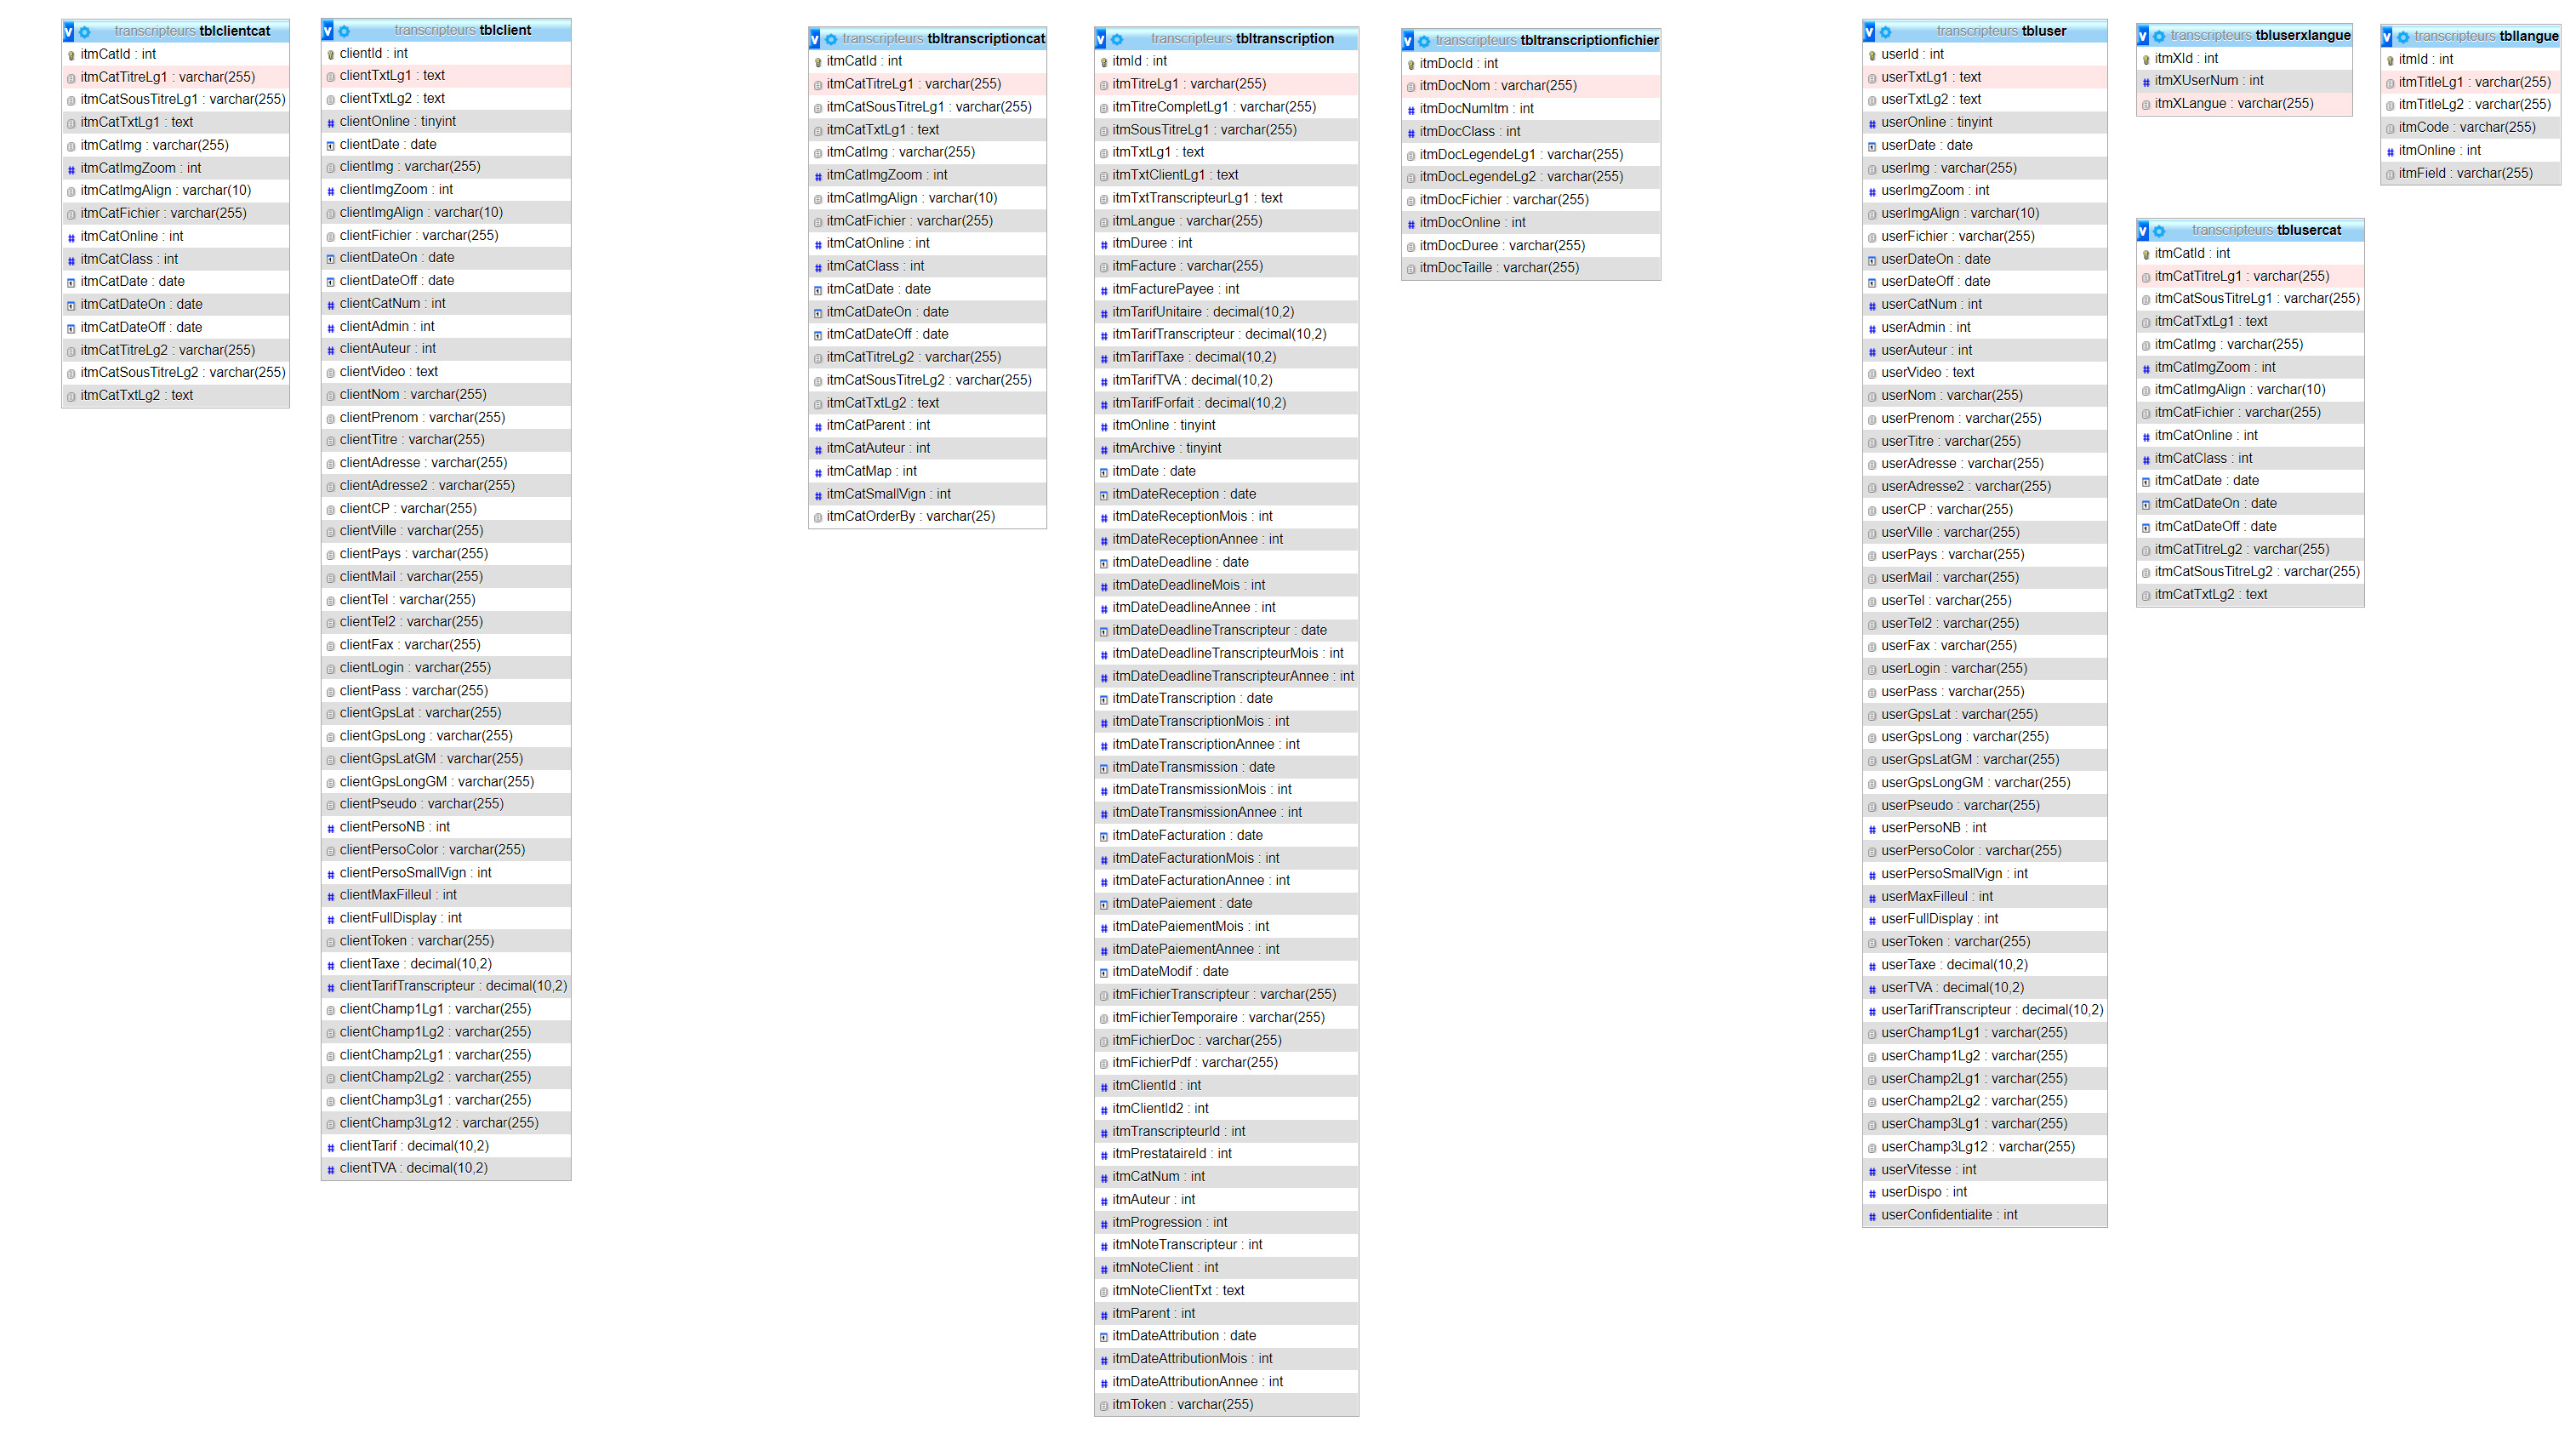 transcripteurs tblclientcat
itmCatId : int
itmCatTitreLg1 : varchar(255)
itmCatSousTitreLg1 : varchar(255)
itmCatTxtLg1 : text
itmCatImg : varchar(255)
itmCatImgZoom : int
itmCatImgAlign : varchar(10)
itmCatFichier : varchar(255)
itmCatOnline : int
itmCatClass : int
itmCatDate : date
itmCatDateOn : date
itmCatDateOff : date
itmCatTitreLg2 : varchar(255)
itmCatSousTitreLg2 : varchar(255)
itmCatTxtLg2 : text
transcripteurs tblclient
clientId : int
clientTxtLg1 : text
clientTxtLg2 : text
clientOnline : tinyint
clientDate : date
clientImg : varchar(255)
clientImgZoom : int
clientImgAlign : varchar(10)
clientFichier : varchar(255)
clientDateOn : date
clientDateOff : date
clientCatNum : int
clientAdmin : int
clientAuteur : int
clientVideo : text
clientNom : varchar(255)
clientPrenom : varchar(255)
clientTitre : varchar(255)
clientAdresse : varchar(255)
clientAdresse2 : varchar(255)
clientCP : varchar(255)
clientVille : varchar(255)
clientPays : varchar(255)
clientMail : varchar(255)
clientTel : varchar(255)
clientTel2 : varchar(255)
clientFax : varchar(255)
clientLogin : varchar(255)
clientPass : varchar(255)
clientGpsLat : varchar(255)
clientGpsLong : varchar(255)
clientGpsLatGM : varchar(255)
clientGpsLongGM : varchar(255)
clientPseudo : varchar(255)
clientPersoNB : int
clientPersoColor : varchar(255)
clientPersoSmallVign : int
clientMaxFilleul : int
clientFullDisplay : int
clientToken : varchar(255)
clientTaxe : decimal(10,2)
clientTarifTranscripteur : decimal(10,2)
clientChamp1Lg1 : varchar(255)
clientChamp1Lg2 : varchar(255)
clientChamp2Lg1 : varchar(255)
clientChamp2Lg2 : varchar(255)
clientChamp3Lg1 : varchar(255)
clientChamp3Lg12 : varchar(255)
clientTarif : decimal(10,2)
clientTVA : decimal(10,2)
transcripteurs tbltranscriptioncat
itmCatId : int
itmCatTitreLg1 : varchar(255)
itmCatSousTitreLg1 : varchar(255)
itmCatTxtLg1 : text
itmCatImg : varchar(255)
itmCatImgZoom : int
itmCatImgAlign : varchar(10)
itmCatFichier : varchar(255)
itmCatOnline : int
itmCatClass : int
itmCatDate : date
itmCatDateOn : date
itmCatDateOff : date
itmCatTitreLg2 : varchar(255)
itmCatSousTitreLg2 : varchar(255)
itmCatTxtLg2 : text
itmCatParent : int
itmCatAuteur : int
itmCatMap : int
itmCatSmallVign : int
itmCatOrderBy : varchar(25)
transcripteurs tbltranscription
itmId : int
itmTitreLg1 : varchar(255)
itmTitreCompletLg1 : varchar(255)
itmSousTitreLg1 : varchar(255)
itmTxtLg1 : text
itmTxtClientLg1 : text
itmTxtTranscripteurLg1 : text
itmLangue : varchar(255)
itmDuree : int
itmFacture : varchar(255)
itmFacturePayee : int
itmTarifUnitaire : decimal(10,2)
itmTarifTranscripteur : decimal(10,2)
itmTarifTaxe : decimal(10,2)
itmTarifTVA : decimal(10,2)
itmTarifForfait : decimal(10,2)
itmOnline : tinyint
itmArchive : tinyint
itmDate : date
itmDateReception : date
itmDateReceptionMois : int
itmDateReceptionAnnee : int
itmDateDeadline : date
itmDateDeadlineMois : int
itmDateDeadlineAnnee : int
itmDateDeadlineTranscripteur : date
itmDateDeadlineTranscripteurMois : int
itmDateDeadlineTranscripteurAnnee : int
itmDateTranscription : date
itmDateTranscriptionMois : int
itmDateTranscriptionAnnee : int
itmDateTransmission : date
itmDateTransmissionMois : int
itmDateTransmissionAnnee : int
itmDateFacturation : date
itmDateFacturationMois : int
itmDateFacturationAnnee : int
itmDatePaiement : date
itmDatePaiementMois : int
itmDatePaiementAnnee : int
itmDateModif : date
itmFichierTranscripteur : varchar(255)
itmFichierTemporaire : varchar(255)
itmFichierDoc : varchar(255)
itmFichierPdf : varchar(255)
itmClientId : int
itmClientId2 : int
itmTranscripteurId : int
itmPrestataireId : int
itmCatNum : int
itmAuteur : int
itmProgression : int
itmNoteTranscripteur : int
itmNoteClient : int
itmNoteClientTxt : text
itmParent : int
itmDateAttribution : date
itmDateAttributionMois : int
itmDateAttributionAnnee : int
itmToken : varchar(255)
transcripteurs tbltranscriptionfichier
itmDocId : int
itmDocNom : varchar(255)
itmDocNumItm : int
itmDocClass : int
itmDocLegendeLg1 : varchar(255)
itmDocLegendeLg2 : varchar(255)
itmDocFichier : varchar(255)
itmDocOnline : int
itmDocDuree : varchar(255)
itmDocTaille : varchar(255)
transcripteurs tbluser
userId : int
userTxtLg1 : text
userTxtLg2 : text
userOnline : tinyint
userDate : date
userImg : varchar(255)
userImgZoom : int
userImgAlign : varchar(10)
userFichier : varchar(255)
userDateOn : date
userDateOff : date
userCatNum : int
userAdmin : int
userAuteur : int
userVideo : text
userNom : varchar(255)
userPrenom : varchar(255)
userTitre : varchar(255)
userAdresse : varchar(255)
userAdresse2 : varchar(255)
userCP : varchar(255)
userVille : varchar(255)
userPays : varchar(255)
userMail : varchar(255)
userTel : varchar(255)
userTel2 : varchar(255)
userFax : varchar(255)
userLogin : varchar(255)
userPass : varchar(255)
userGpsLat : varchar(255)
userGpsLong : varchar(255)
userGpsLatGM : varchar(255)
userGpsLongGM : varchar(255)
userPseudo : varchar(255)
userPersoNB : int
userPersoColor : varchar(255)
userPersoSmallVign : int
userMaxFilleul : int
userFullDisplay : int
userToken : varchar(255)
userTaxe : decimal(10,2)
userTVA : decimal(10,2)
userTarifTranscripteur : decimal(10,2)
userChamp1Lg1 : varchar(255)
userChamp1Lg2 : varchar(255)
userChamp2Lg1 : varchar(255)
userChamp2Lg2 : varchar(255)
userChamp3Lg1 : varchar(255)
userChamp3Lg12 : varchar(255)
userVitesse : int
userDispo : int
userConfidentialite : int
transcripteurs tbluserxlangue
itmXId : int
itmXUserNum : int
itmXLangue : varchar(255)
transcripteurs tbllangue
itmId : int
itmTitleLg1 : varchar(255)
itmTitleLg2 : varchar(255)
itmCode : varchar(255)
itmOnline : int
itmField : varchar(255)
transcripteurs tblusercat
itmCatId : int
itmCatTitreLg1 : varchar(255)
itmCatSousTitreLg1 : varchar(255)
itmCatTxtLg1 : text
itmCatImg : varchar(255)
itmCatImgZoom : int
itmCatImgAlign : varchar(10)
itmCatFichier : varchar(255)
itmCatOnline : int
itmCatClass : int
itmCatDate : date
itmCatDateOn : date
itmCatDateOff : date
itmCatTitreLg2 : varchar(255)
itmCatSousTitreLg2 : varchar(255)
itmCatTxtLg2 : text